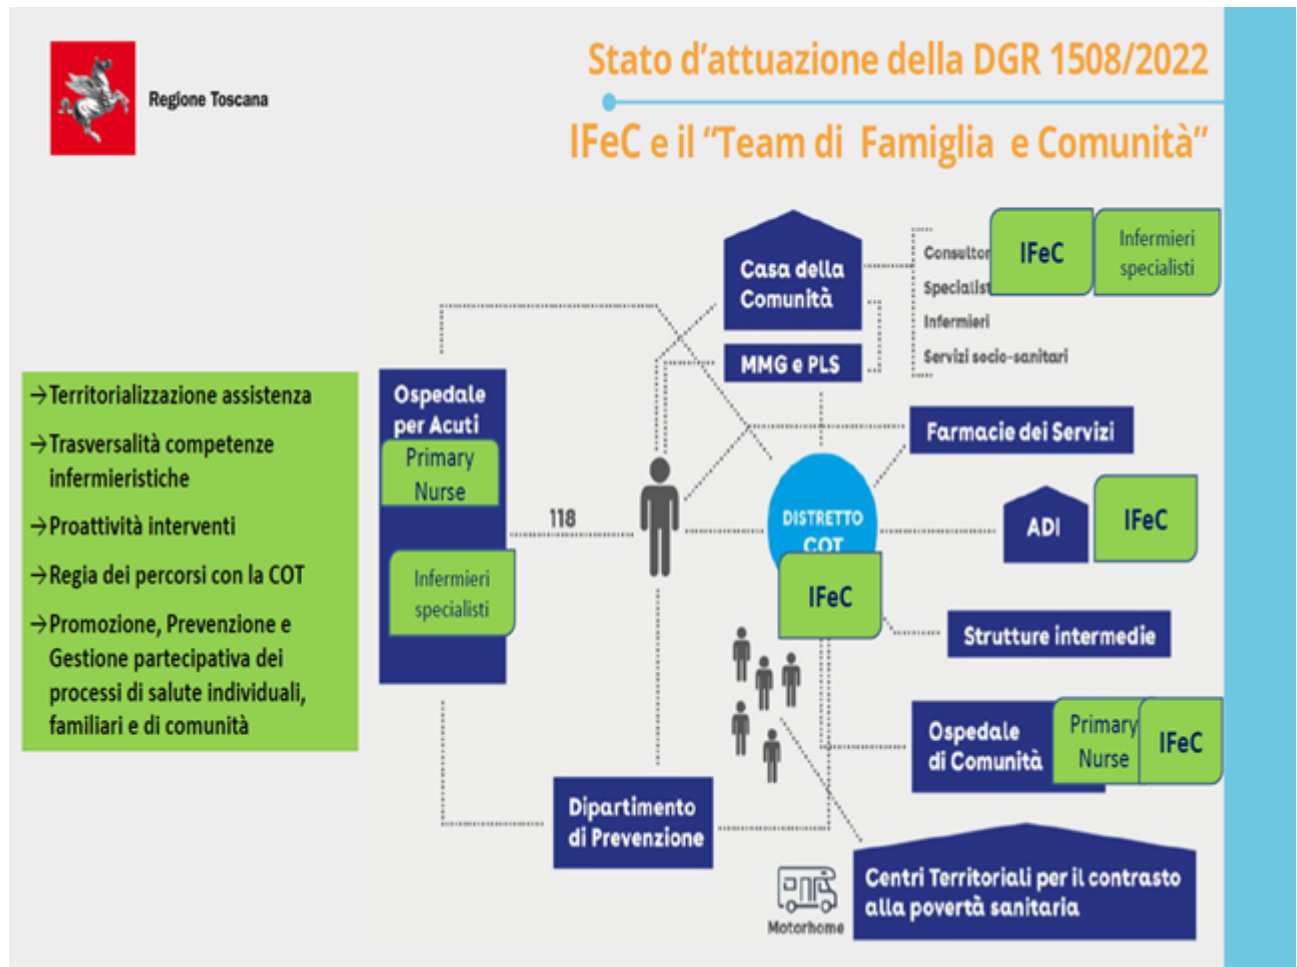 Regione Toscana
Stato d’attuazione della DGR 1508/2022
IFeC e il “Team di Famiglia e Comunità”
→Territorializzazione assistenza
→Trasversalità competenze
infermieristiche
→Proattività interventi
→Regia dei percorsi con la COT
→Promozione, Prevenzione e
Gestione partecipativa dei
processi di salute individuali,
familiari e di comunità
Ospedale
per Acuti
Primary
Nurse
Infermieri
specialisti
118
Casa della
Comunità
MMG e PLS
Consultor
Specialist
Infermieri
Servizi socio-sanitari
IFeC
Infermieri
specialisti
Farmacie dei Servizi
DISTRETTO
COT
IFeC
ADI
IFeC
Strutture intermedie
Ospedale
di Comunità
Primary
Nurse
IFeC
Dipartimento
di Prevenzione
Motorhome
Centri Territoriali per il contrasto
alla povertà sanitaria